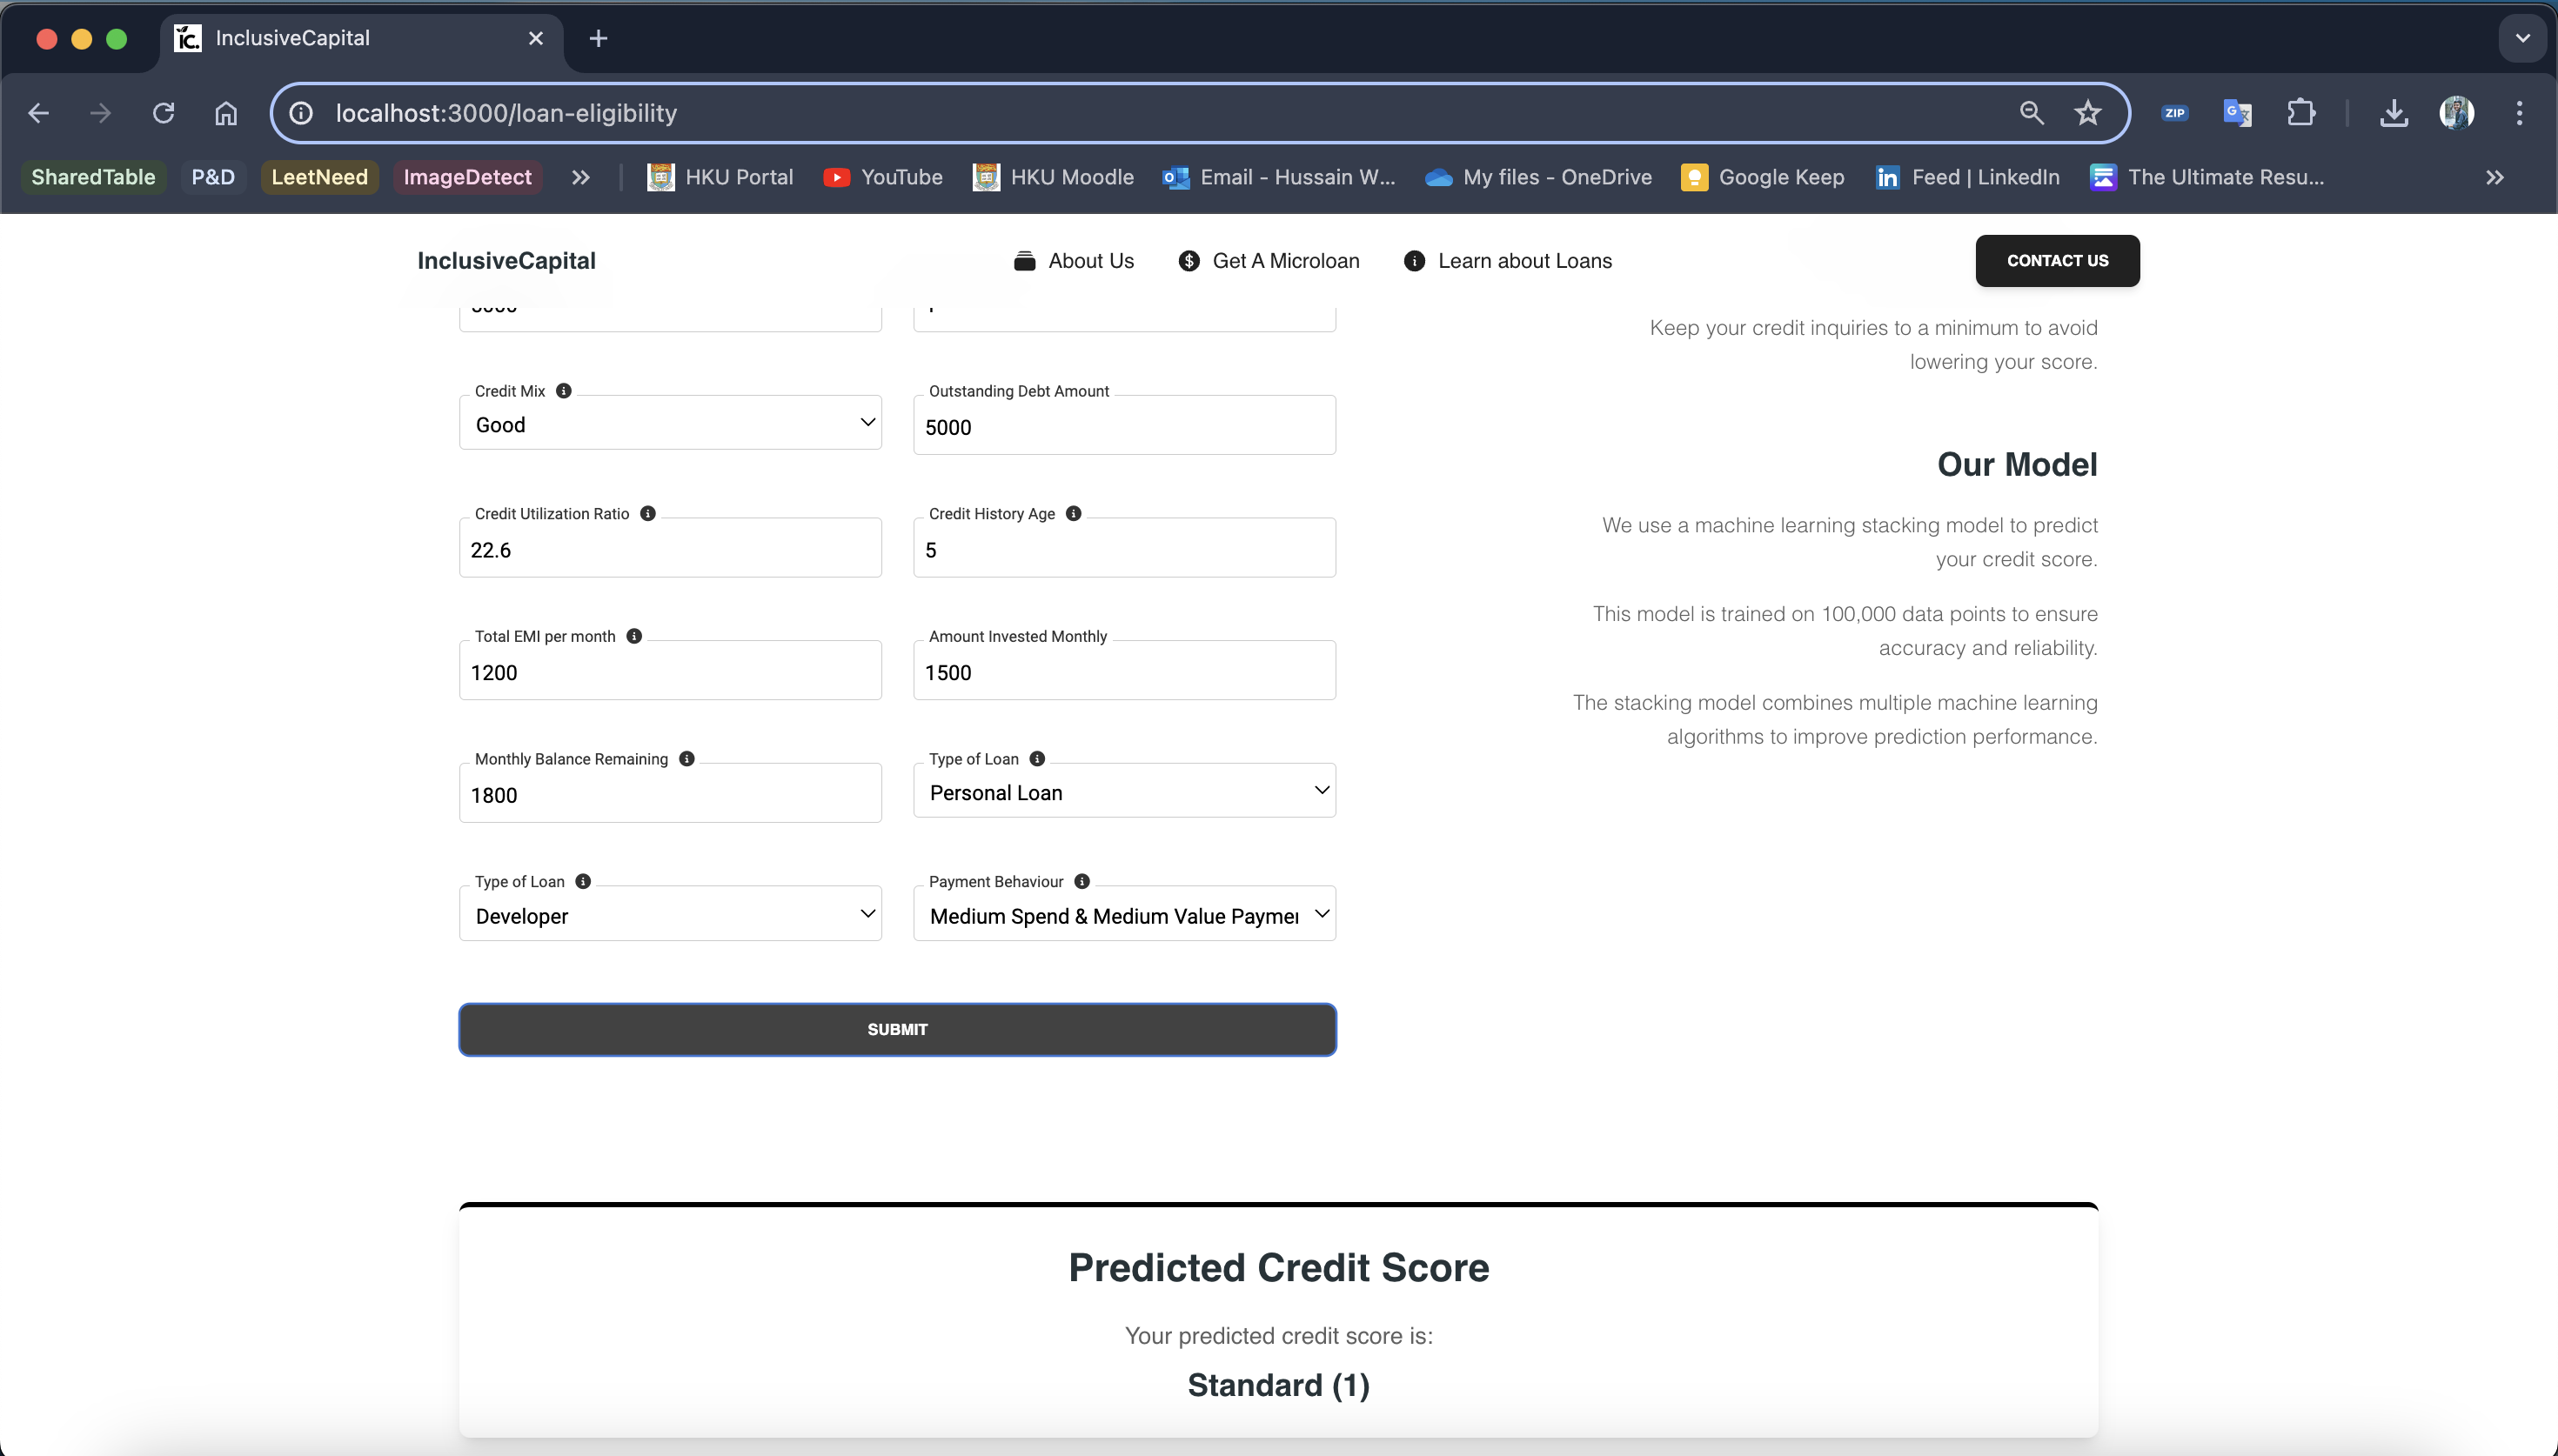 ic.
InclusiveCapital
localhost:3000/loan-eligibility
ZIP
SharedTable
P&D
LeetNeed
ImageDetect
HKU Portal
YouTube
HKU Moodle
Email - Hussain W...
My files - OneDrive
Google Keep
Feed | LinkedIn
The Ultimate Resu...
InclusiveCapital
About Us
Get A Microloan
Learn about Loans
CONTACT US
Keep your credit inquiries to a minimum to avoid
lowering your score.
Credit Mix
Good
Outstanding Debt Amount
5000
Credit Utilization Ratio
22.6
Credit History Age
5
Total EMI per month
1200
Amount Invested Monthly
1500
Monthly Balance Remaining
1800
Type of Loan
Personal Loan
Type of Loan
Developer
Payment Behaviour
Medium Spend & Medium Value Paymen
SUBMIT
Our Model
We use a machine learning stacking model to predict
your credit score.
This model is trained on 100,000 data points to ensure
accuracy and reliability.
The stacking model combines multiple machine learning
algorithms to improve prediction performance.
Predicted Credit Score
Your predicted credit score is:
Standard (1)